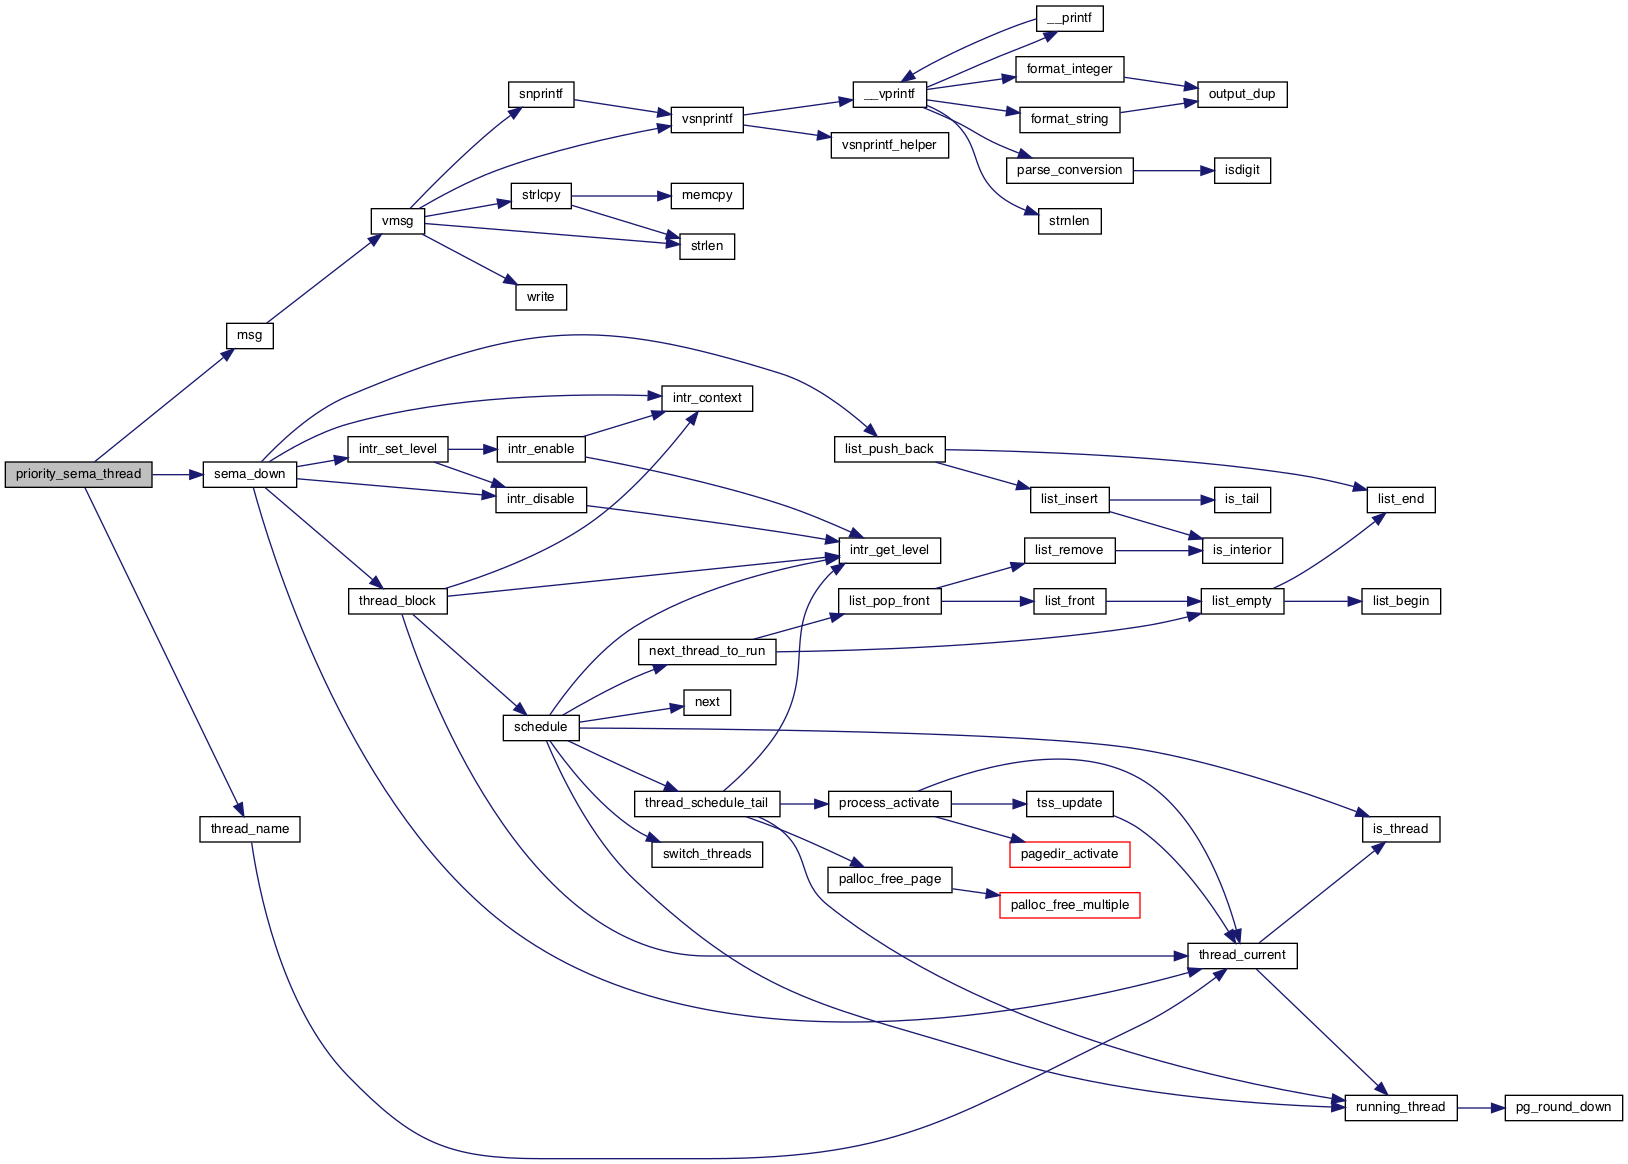 __printf
format_integer
snprintf
__vprintf
output_dup
vsnprintf
format_string
vsnprintf_helper
parse_conversion
isdigit
strlcpy
memcpy
vmsg
strnlen
strlen
write
msg
intr_context
intr_set_level
intr_enable
list_push_back
priority_sema_thread
sema_down
intr_disable
list_insert
is_tail
list_end
intr_get_level
list_remove
is_interior
thread_block
list_pop_front
list_front
list_empty
list_begin
next_thread_to_run
next
schedule
thread_schedule_tail
process_activate
tss_update
thread_name
is_thread
switch_threads
pagedir_activate
palloc_free_page
palloc_free_multiple
thread_current
running_thread
pg_round_down